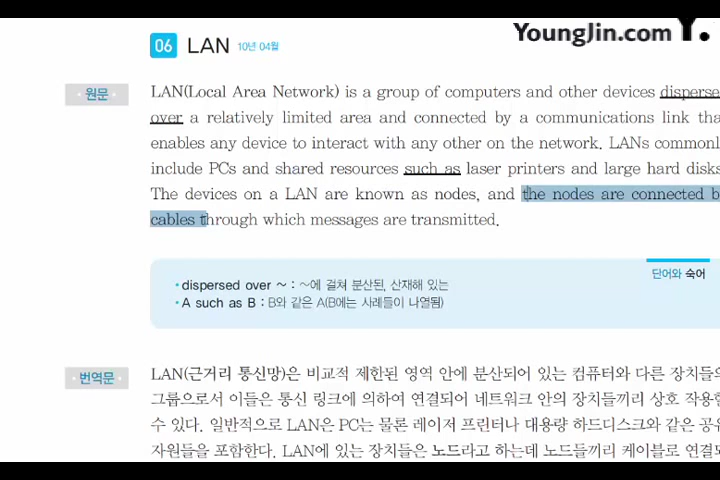 YoungJin.com Y.
06 LAN 10년 04월
원문
LAN(Local Area Network) is a group of computers and other devices disperse
over a relatively limited area and connected by a communications link tha
enables any device to interact with any other on the network. LANs commonl
include PCs and shared resources such as laser printers and large hard disks
The devices on a LAN are known as nodes, and the nodes are connected b
cables through which messages are transmitted.
단어와 숙어
• dispersed over ~ : ~에 걸쳐 분산된, 산재해 있는
• A such as B : B와 같은 A(B에는 사례들이 나열됨)
번역문
LAN(근거리 통신망)은 비교적 제한된 영역 안에 분산되어 있는 컴퓨터와 다른 장치들의
그룹으로서 이들은 통신 링크에 의하여 연결되어 네트워크 안의 장치들끼리 상호 작용할
수 있다. 일반적으로 LAN은 PC는 물론 레이저 프린터나 대용량 하드디스크와 같은 공유
자원들을 포함한다. LAN에 있는 장치들은 노드라고 하는데 노드들끼리 케이블로 연결되